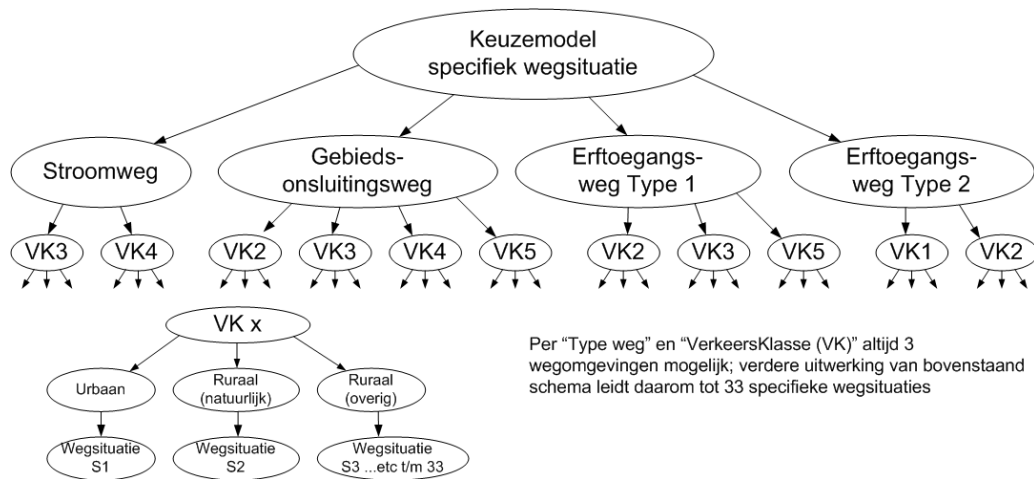 Keuzemodel
specifiek wegsituatie
Stroomweg
Gebieds-
onsluitingsweg
Erftoegangs-
weg Type 1
Erftoegangs-
weg Type 2
VK3
VK4
VK2
VK3
VK4
VK5
VK2
VK3
VK5
VK1
VK2
VK x
Urbaan
Ruraal
(natuurlijk)
Ruraal
(overig)
Wegsituatie
S1
Wegsituatie
S2
Wegsituatie
S3 ...etc t/m 33
Per “Type weg” en “VerkeersKlasse (VK)” altijd 3
wegomgevingen mogelijk; verdere uitwerking van bovenstaand
schema leidt daarom tot 33 specifieke wegsituaties